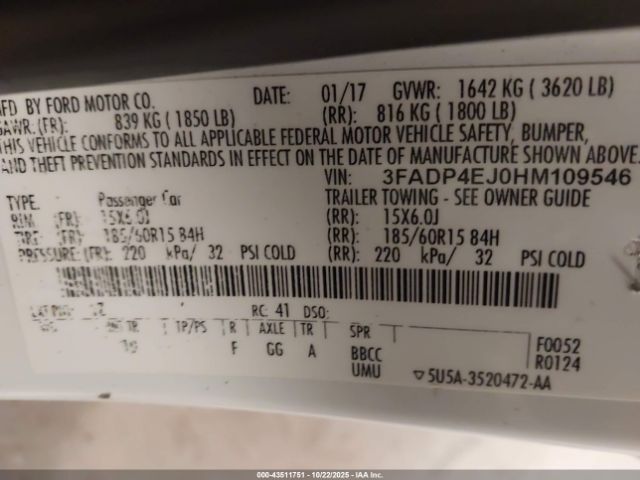 MFD BY FORD MOTOR CO. DATE: 01/17 GVWR: 1642 KG ( 3620 LB)
GAWR: (FR): 839 KG ( 1850 LB) (RR): 816 KG ( 1800 LB)
THIS VEHICLE CONFORMS TO ALL APPLICABLE FEDERAL MOTOR VEHICLE SAFETY, BUMPER,
AND THEFT PREVENTION STANDARDS IN EFFECT ON THE DATE OF MANUFACTURE SHOWN ABOVE.
VIN: 3FADP4EJ0HM109546
TYPE: Passenger Car TRAILER TOWING - SEE OWNER GUIDE
RIM (FR): 15X6.0J (RR): 15X6.0J
TIRE (FR): 185/60R15 84H (RR): 185/60R15 84H
PRESSURE: (FR): 220 kPa/ 32 PSI COLD (RR): 220 kPa/ 32 PSI COLD
RC: 41 DSO:
INT TR TP/PS R AXLE TR SPR
F GG A BBCC
UMU
F0052
R0124
▽5U5A-3520472-AA
000-43511751 - 10/22/2025 - IAAI, Inc.